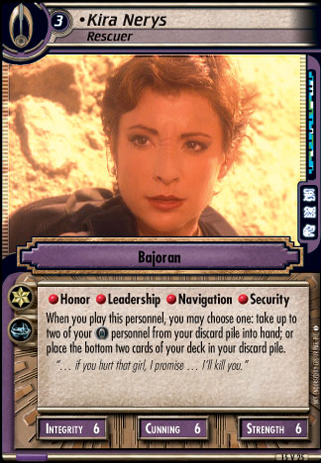 3 •Kira Nerys
Rescuer
Bajoran
Honor Leadership Navigation Security
When you play this personnel, you may choose one: take up to
two of your personnel from your discard pile into hand; or
place the bottom two cards of your deck in your discard pile.
“... if you hurt that girl, I promise ... I'll kill you.”
INTEGRITY 6 CUNNING 6 STRENGTH 6
15 V 25